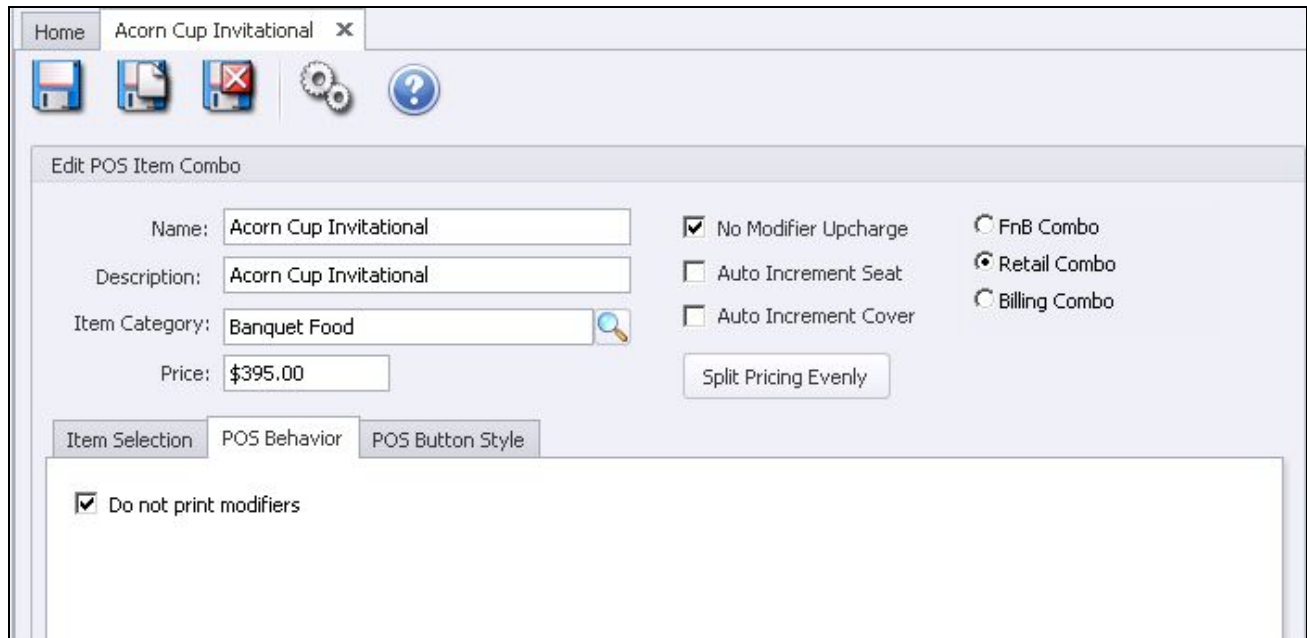 Home Acorn Cup Invitational
Edit POS Item Combo
Name: Acorn Cup Invitational No Modifier Upcharge FnB Combo
Description: Acorn Cup Invitational Auto Increment Seat Retail Combo
Item Category: Banquet Food Auto Increment Cover Billing Combo
Price: $395.00 Split Pricing Evenly
Item Selection POS Behavior POS Button Style
Do not print modifiers